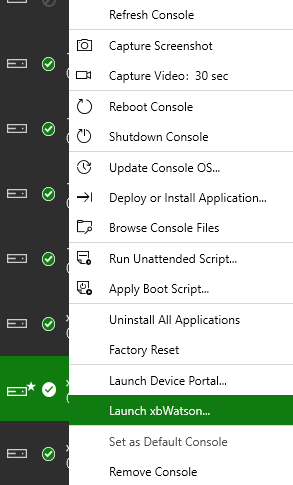 Refresh Console
Capture Screenshot
Capture Video: 30 sec
Reboot Console
Shutdown Console
Update Console OS...
Deploy or Install Application...
Browse Console Files
Run Unattended Script...
Apply Boot Script...
Uninstall All Applications
Factory Reset
Launch Device Portal...
Launch xbWatson...
Set as Default Console
Remove Console